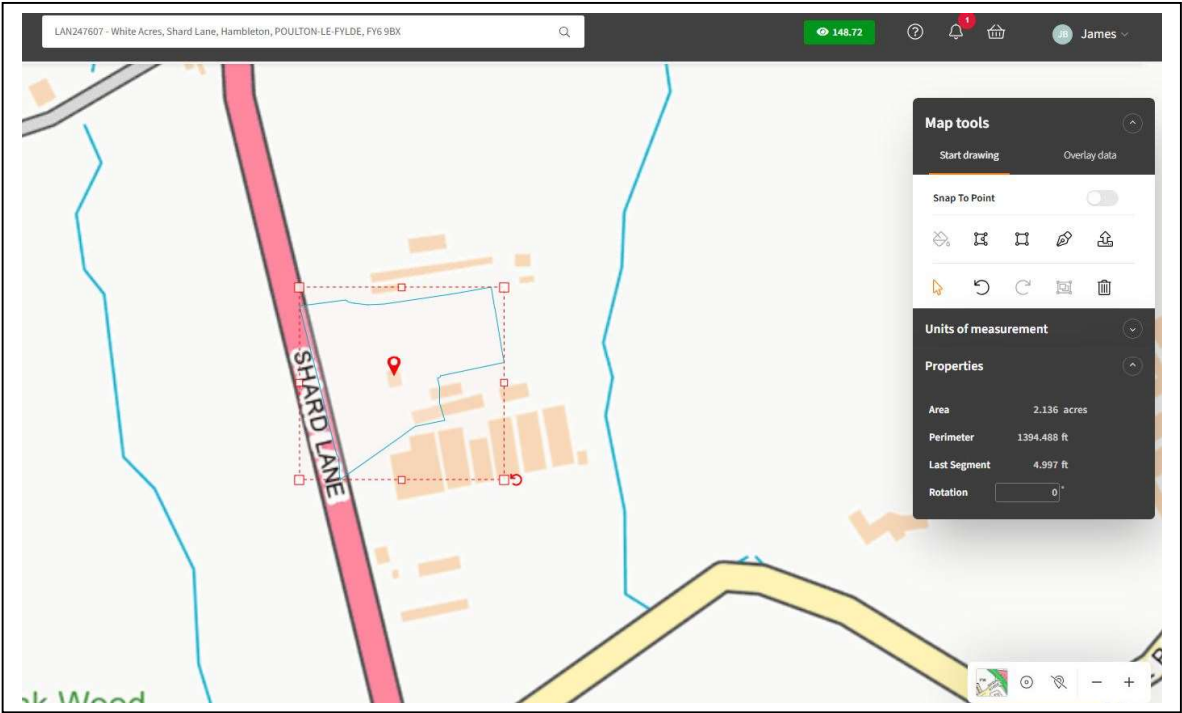 LAN247607 - White Acres, Shard Lane, Hambleton, POULTON-LE-FYLDE, FY6 9BX
148.72
1
JB
James
Map tools
Start drawing
Overlay data
Snap To Point
Units of measurement
Properties
Area 2.136 acres
Perimeter 1394.488 ft
Last Segment 4.997 ft
Rotation 0 °
SHARD LANE
Wood